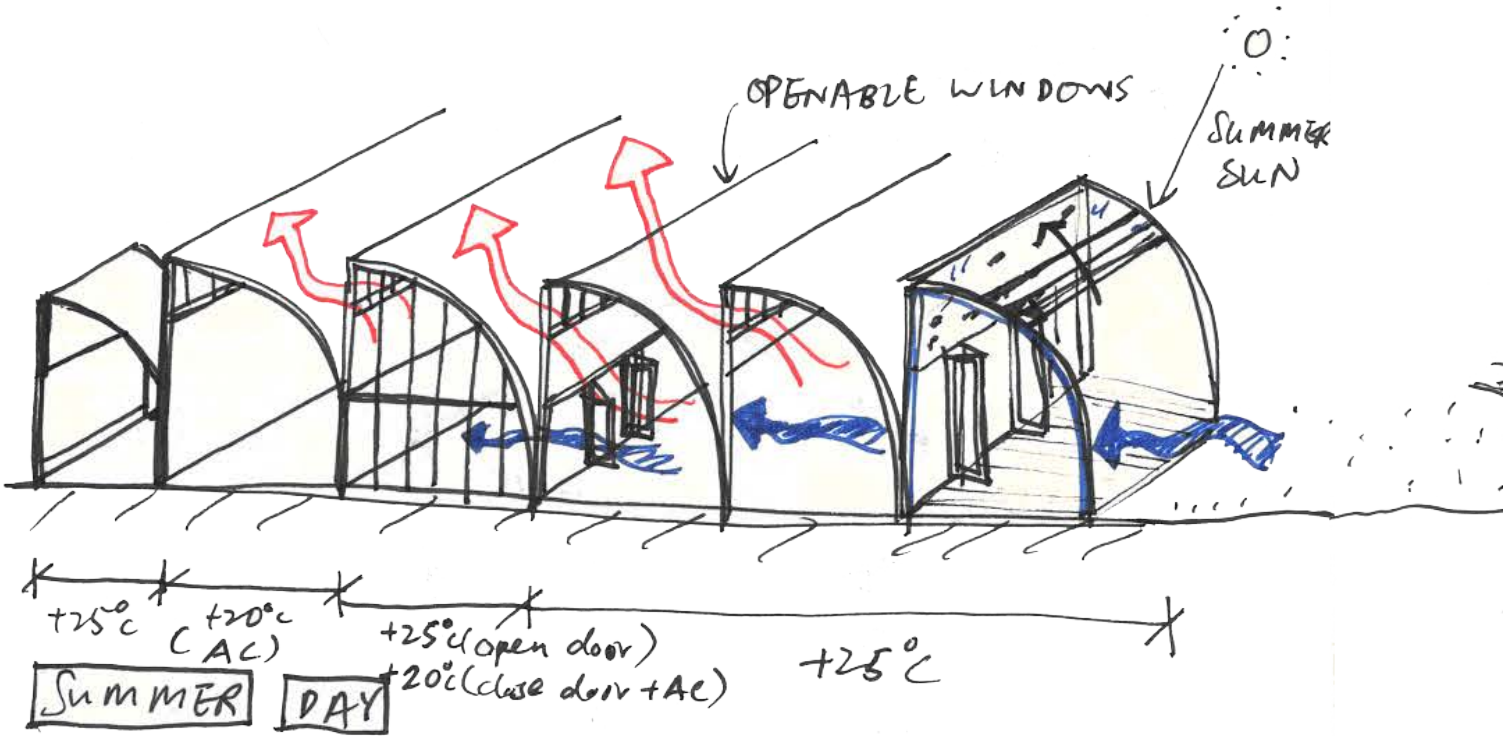 OPENABLE WINDOWS
SUMMER
SUN
+25°C
+20°C
(AC)
+25°C (open door)
+20°C (close door + AC)
+25°C
SUMMER
DAY